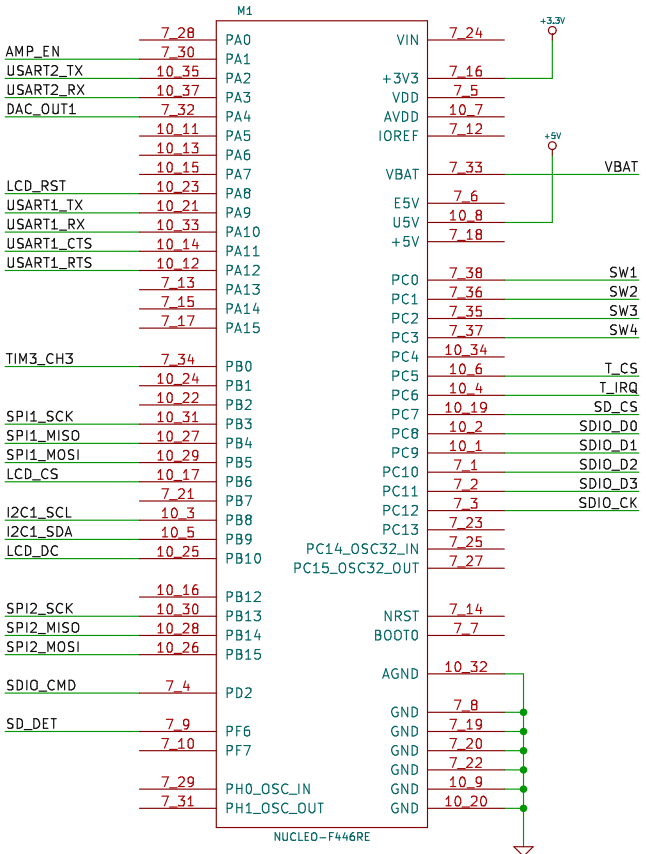 M1
7_28 PA0 VIN 7_24
+3.3V
AMP_EN 7_30 PA1
USART2_TX 10_35 PA2 +3V3 7_16
USART2_RX 10_37 PA3 VDD 7_5
DAC_OUT1 7_32 PA4 AVDD 10_7
10_11 PA5 IOREF 7_12
+5V
10_13 PA6
10_15 PA7 VBAT 7_33 VBAT
LCD_RST 10_23 PA8 E5V 7_6
USART1_TX 10_21 PA9 U5V 10_8
USART1_RX 10_33 PA10 +5V 7_18
USART1_CTS 10_14 PA11
USART1_RTS 10_12 PA12 PC0 7_38 SW1
7_13 PA13 PC1 7_36 SW2
7_15 PA14 PC2 7_35 SW3
7_17 PA15 PC3 7_37 SW4
PC4 10_34
TIM3_CH3 7_34 PB0 PC5 10_6 T_CS
10_24 PB1 PC6 10_4 T_IRQ
10_22 PB2 PC7 10_19 SD_CS
SPI1_SCK 10_31 PB3 PC8 10_2 SDIO_D0
SPI1_MISO 10_27 PB4 PC9 10_1 SDIO_D1
SPI1_MOSI 10_29 PB5 PC10 7_1 SDIO_D2
LCD_CS 10_17 PB6 PC11 7_2 SDIO_D3
7_21 PB7 PC12 7_3 SDIO_CK
I2C1_SCL 10_3 PB8 PC13 7_23
I2C1_SDA 10_5 PB9 PC14_OSC32_IN 7_25
LCD_DC 10_25 PB10 PC15_OSC32_OUT 7_27
10_16 PB12
SPI2_SCK 10_30 PB13 NRST 7_14
SPI2_MISO 10_28 PB14 BOOT0 7_7
SPI2_MOSI 10_26 PB15
AGND 10_32
SDIO_CMD 7_4 PD2
GND 7_8
SD_DET 7_9 PF6 GND 7_19
7_10 PF7 GND 7_20
GND 7_22
7_29 PH0_OSC_IN GND 10_9
7_31 PH1_OSC_OUT GND 10_20
NUCLEO-F446RE